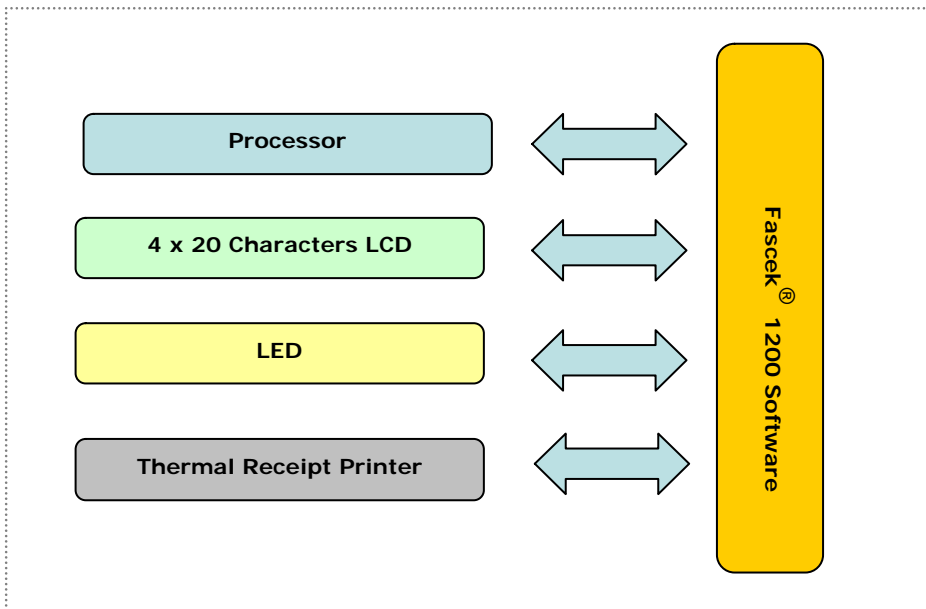 Processor
4 x 20 Characters LCD
LED
Thermal Receipt Printer
Fascek® 1200 Software